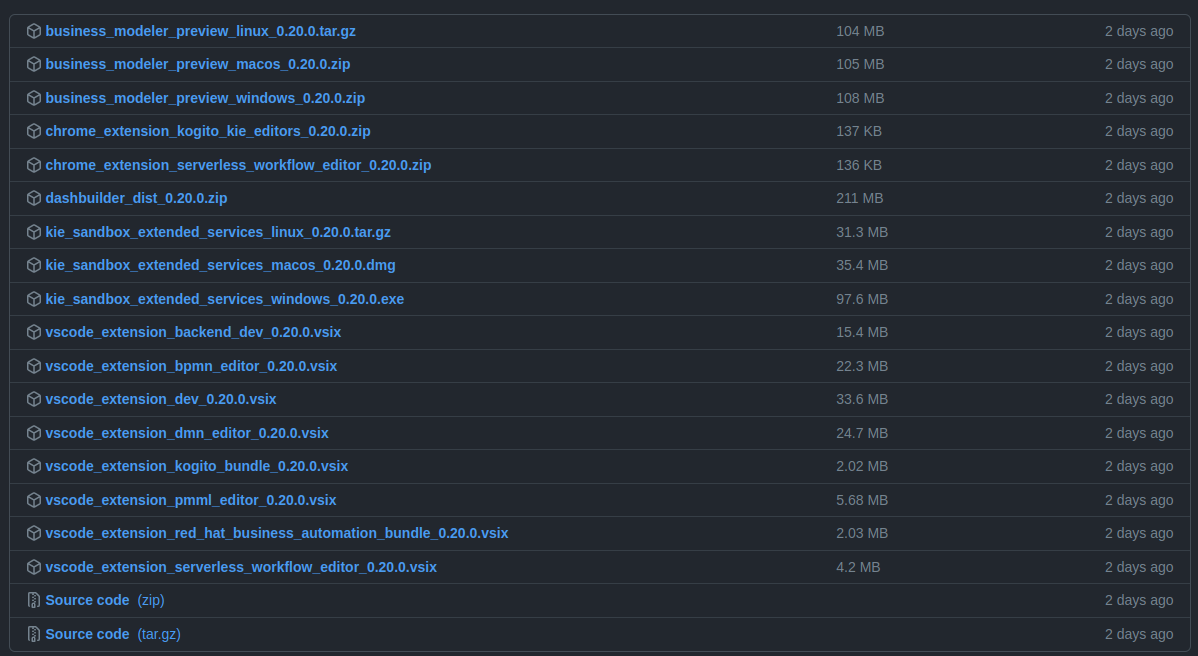 business_modeler_preview_linux_0.20.0.tar.gz 104 MB 2 days ago
business_modeler_preview_macos_0.20.0.zip 105 MB 2 days ago
business_modeler_preview_windows_0.20.0.zip 108 MB 2 days ago
chrome_extension_kogito_kie_editors_0.20.0.zip 137 KB 2 days ago
chrome_extension_serverless_workflow_editor_0.20.0.zip 136 KB 2 days ago
dashbuilder_dist_0.20.0.zip 211 MB 2 days ago
kie_sandbox_extended_services_linux_0.20.0.tar.gz 31.3 MB 2 days ago
kie_sandbox_extended_services_macos_0.20.0.dmg 35.4 MB 2 days ago
kie_sandbox_extended_services_windows_0.20.0.exe 97.6 MB 2 days ago
vscode_extension_backend_dev_0.20.0.vsix 15.4 MB 2 days ago
vscode_extension_bpmn_editor_0.20.0.vsix 22.3 MB 2 days ago
vscode_extension_dev_0.20.0.vsix 33.6 MB 2 days ago
vscode_extension_dmn_editor_0.20.0.vsix 24.7 MB 2 days ago
vscode_extension_kogito_bundle_0.20.0.vsix 2.02 MB 2 days ago
vscode_extension_pmml_editor_0.20.0.vsix 5.68 MB 2 days ago
vscode_extension_red_hat_business_automation_bundle_0.20.0.vsix 2.03 MB 2 days ago
vscode_extension_serverless_workflow_editor_0.20.0.vsix 4.2 MB 2 days ago
Source code (zip) 2 days ago
Source code (tar.gz) 2 days ago